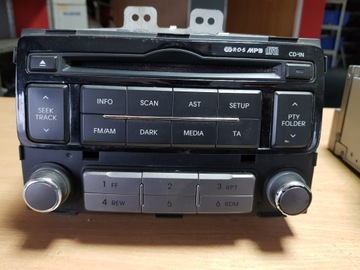 RDS MP3
CD-IN
SEEK
TRACK
INFO SCAN AST SETUP
FM/AM DARK MEDIA TA
PTY
FOLDER
1 FF 2 3 RPT
4 REW 5 6 RDM